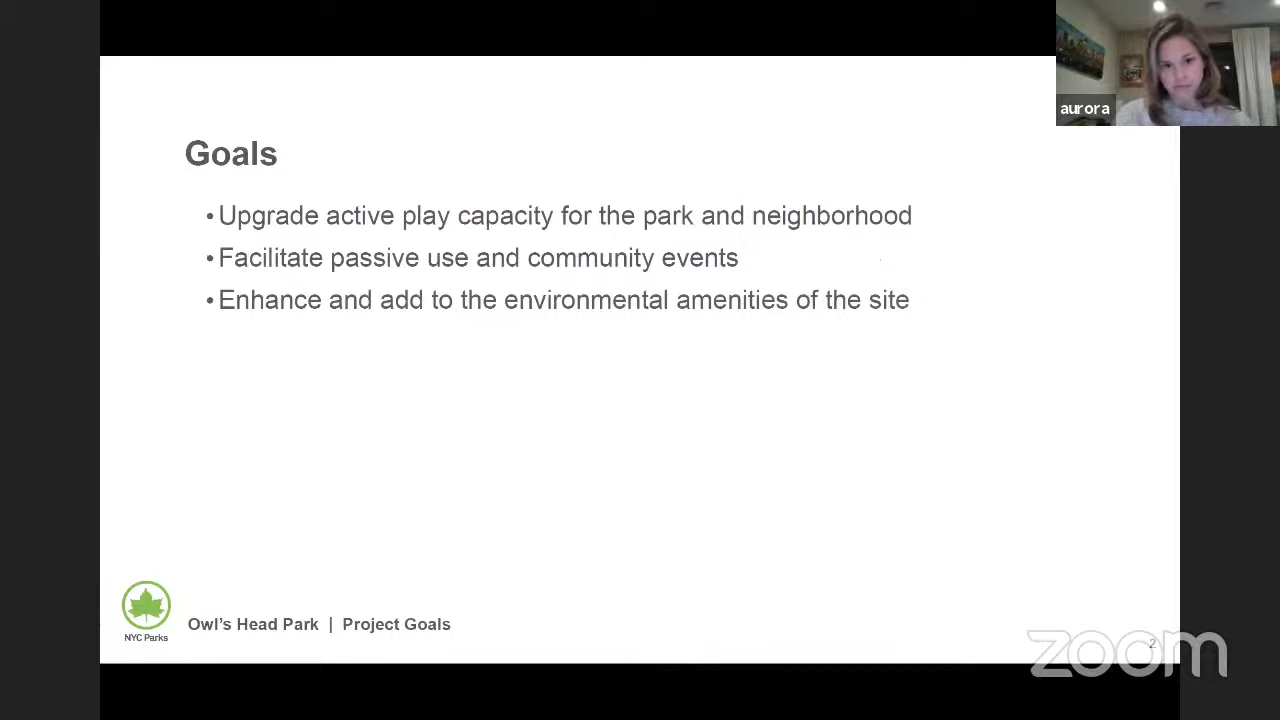 aurora
Goals
•Upgrade active play capacity for the park and neighborhood
•Facilitate passive use and community events
•Enhance and add to the environmental amenities of the site
NYC Parks
Owl's Head Park | Project Goals
2
zoom